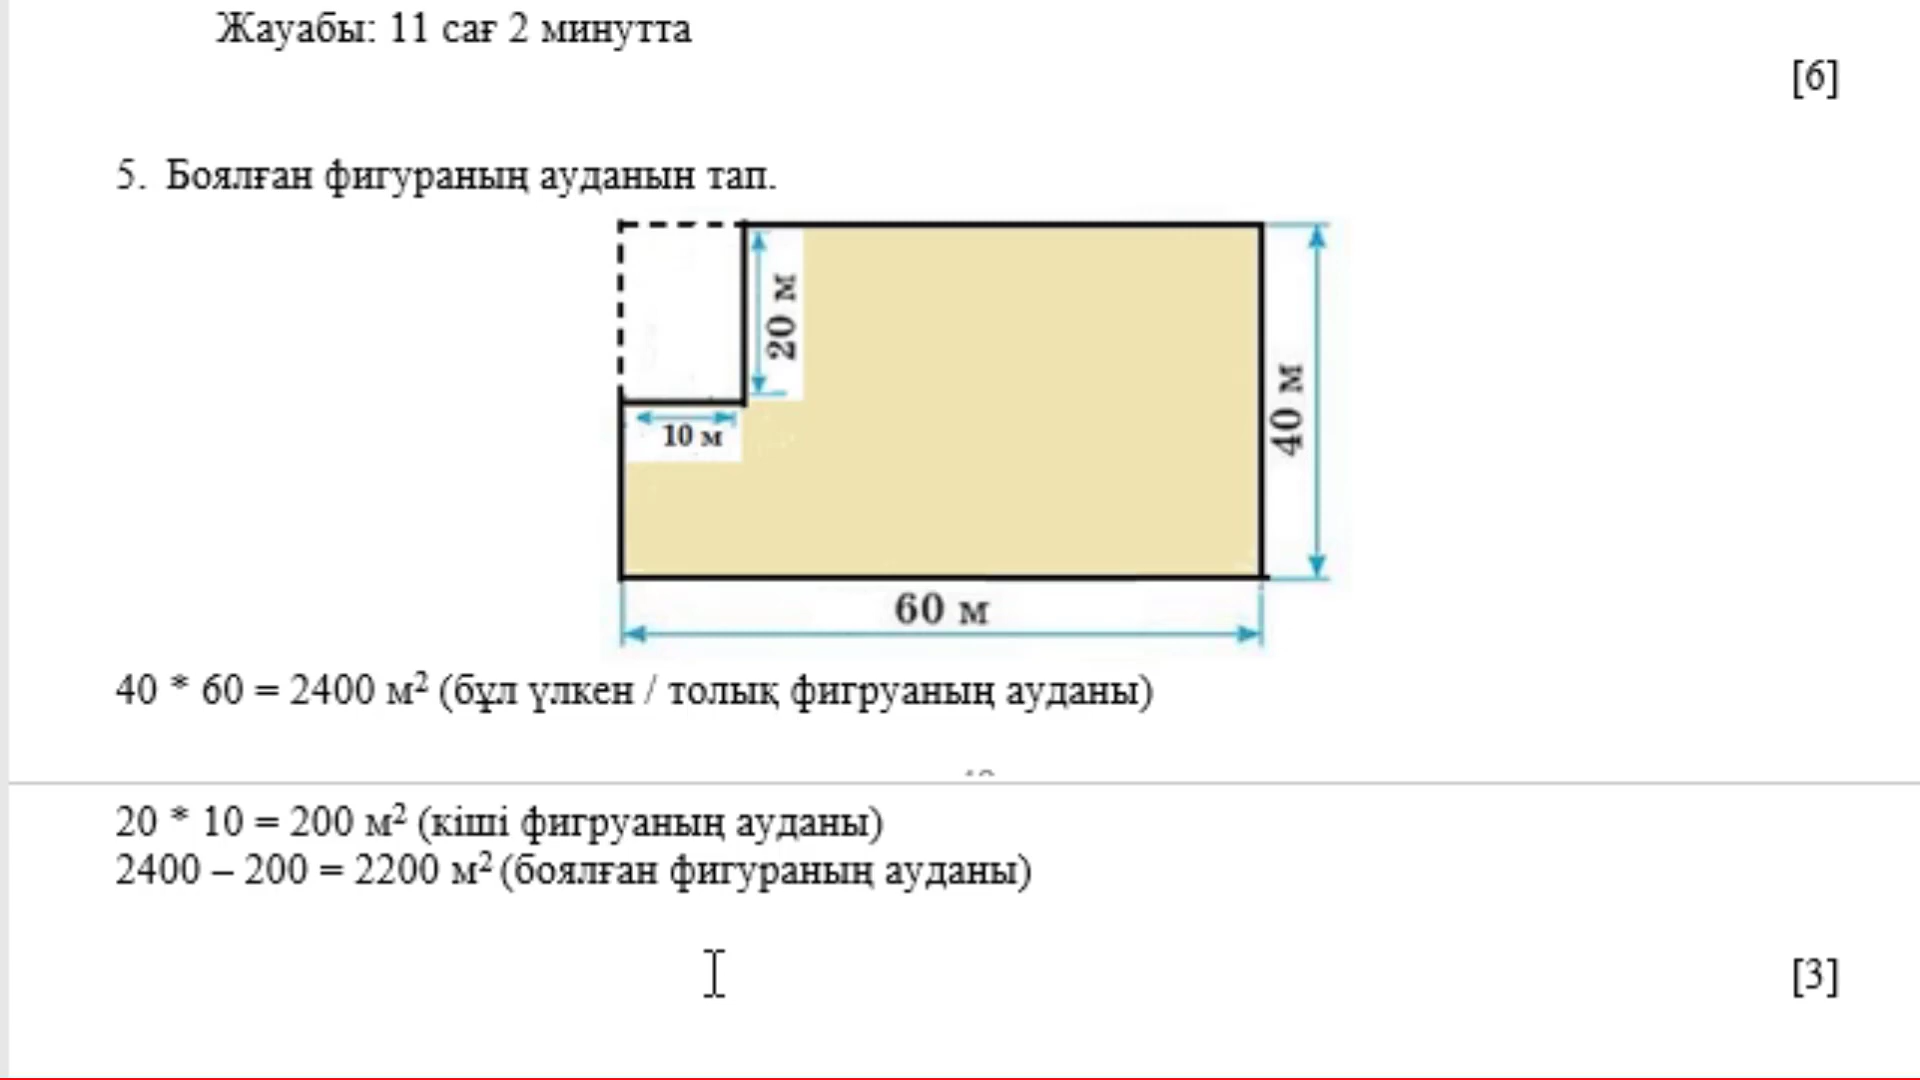 Жауабы: 11 сағ 2 минутта
[6]
5. Боялған фигураның ауданын тап.
20 м
10 м
40 м
60 м
40 * 60 = 2400 м² (бұл үлкен / толық фигруаның ауданы)
20 * 10 = 200 м² (кіші фигруаның ауданы)
2400 – 200 = 2200 м² (боялған фигураның ауданы)
[3]